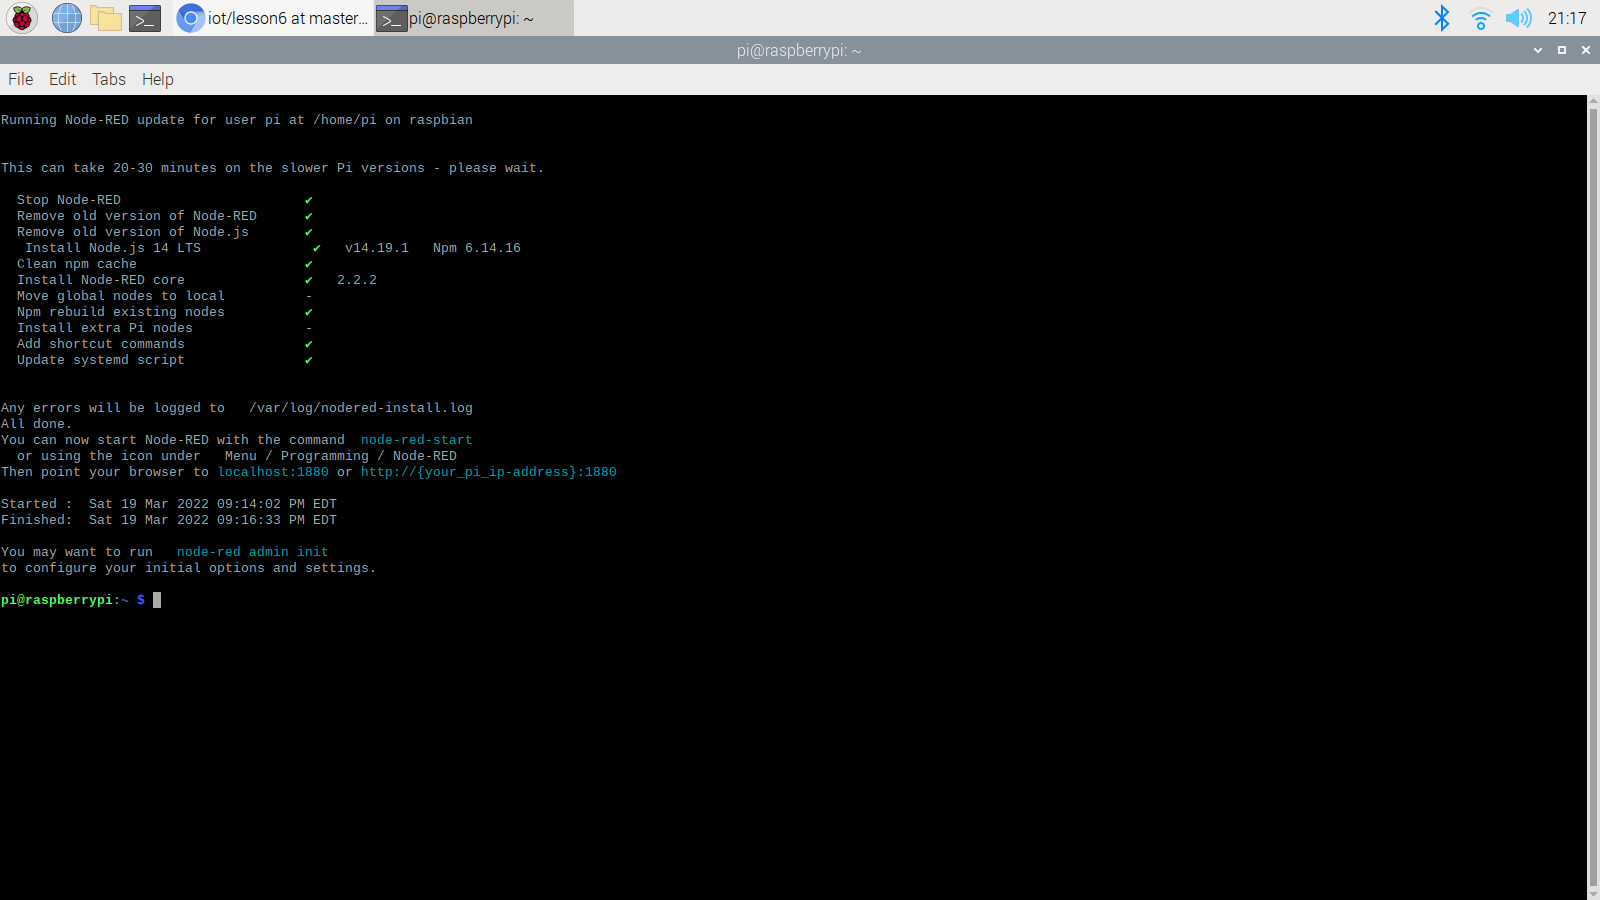 iot/lesson6 at master... pi@raspberrypi: ~ 21:17
pi@raspberrypi: ~
File Edit Tabs Help
Running Node-RED update for user pi at /home/pi on raspbian
This can take 20-30 minutes on the slower Pi versions - please wait.
Stop Node-RED ✔
Remove old version of Node-RED ✔
Remove old version of Node.js ✔
Install Node.js 14 LTS ✔ v14.19.1 Npm 6.14.16
Clean npm cache ✔
Install Node-RED core ✔ 2.2.2
Move global nodes to local -
Npm rebuild existing nodes ✔
Install extra Pi nodes -
Add shortcut commands ✔
Update systemd script ✔
Any errors will be logged to /var/log/nodered-install.log
All done.
You can now start Node-RED with the command node-red-start
or using the icon under Menu / Programming / Node-RED
Then point your browser to localhost:1880 or http://{your_pi_ip-address}:1880
Started : Sat 19 Mar 2022 09:14:02 PM EDT
Finished: Sat 19 Mar 2022 09:16:33 PM EDT
You may want to run node-red admin init
to configure your initial options and settings.
pi@raspberrypi:~ $